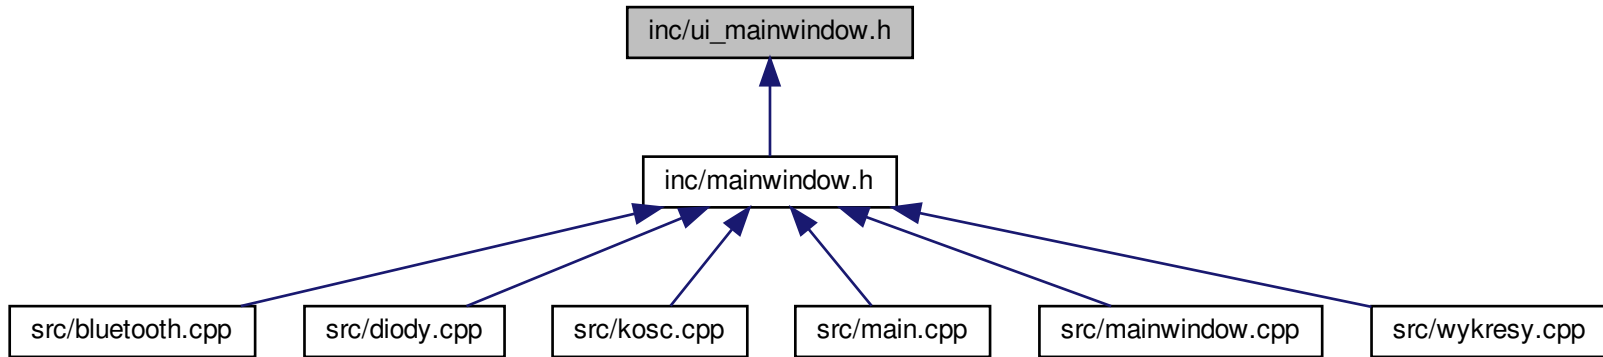 inc/ui_mainwindow.h
inc/mainwindow.h
src/bluetooth.cpp
src/diody.cpp
src/kosc.cpp
src/main.cpp
src/mainwindow.cpp
src/wykresy.cpp